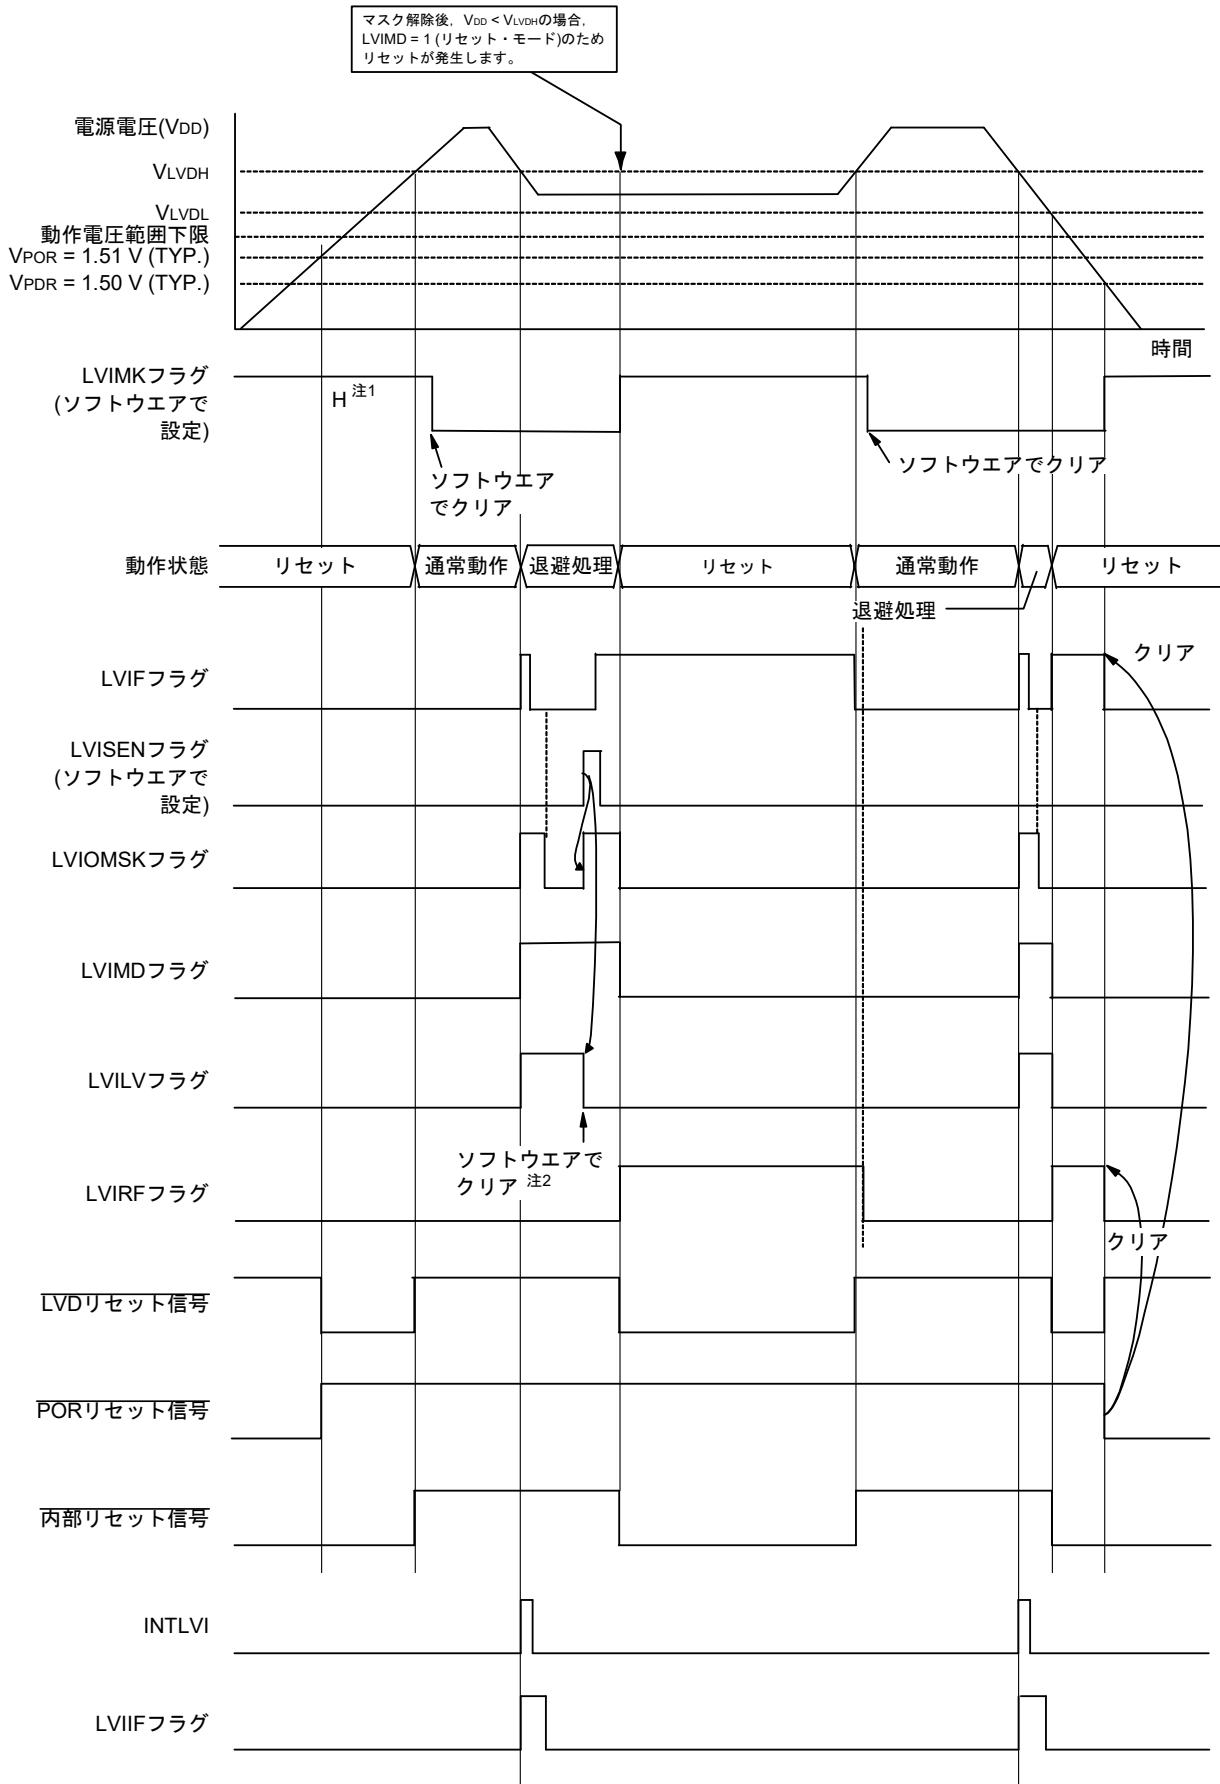 マスク解除後，VDD < VLVDHの場合，
LVIMD = 1 (リセット・モード)のため
リセットが発生します。
電源電圧(VDD)
VLVDH
VLVDL
動作電圧範囲下限
VPOR = 1.51 V (TYP.)
VPDR = 1.50 V (TYP.)
時間
LVIMKフラグ
(ソフトウエアで
設定)
H 注1
ソフトウエア
でクリア
ソフトウエアでクリア
動作状態
リセット
通常動作
退避処理
リセット
通常動作
リセット
退避処理
LVIFフラグ
クリア
LVISENフラグ
(ソフトウエアで
設定)
LVIOMSKフラグ
LVIMDフラグ
LVILVフラグ
ソフトウエアで
クリア 注2
LVIRFフラグ
クリア
LVDリセット信号
PORリセット信号
内部リセット信号
INTLVI
LVIIFフラグ